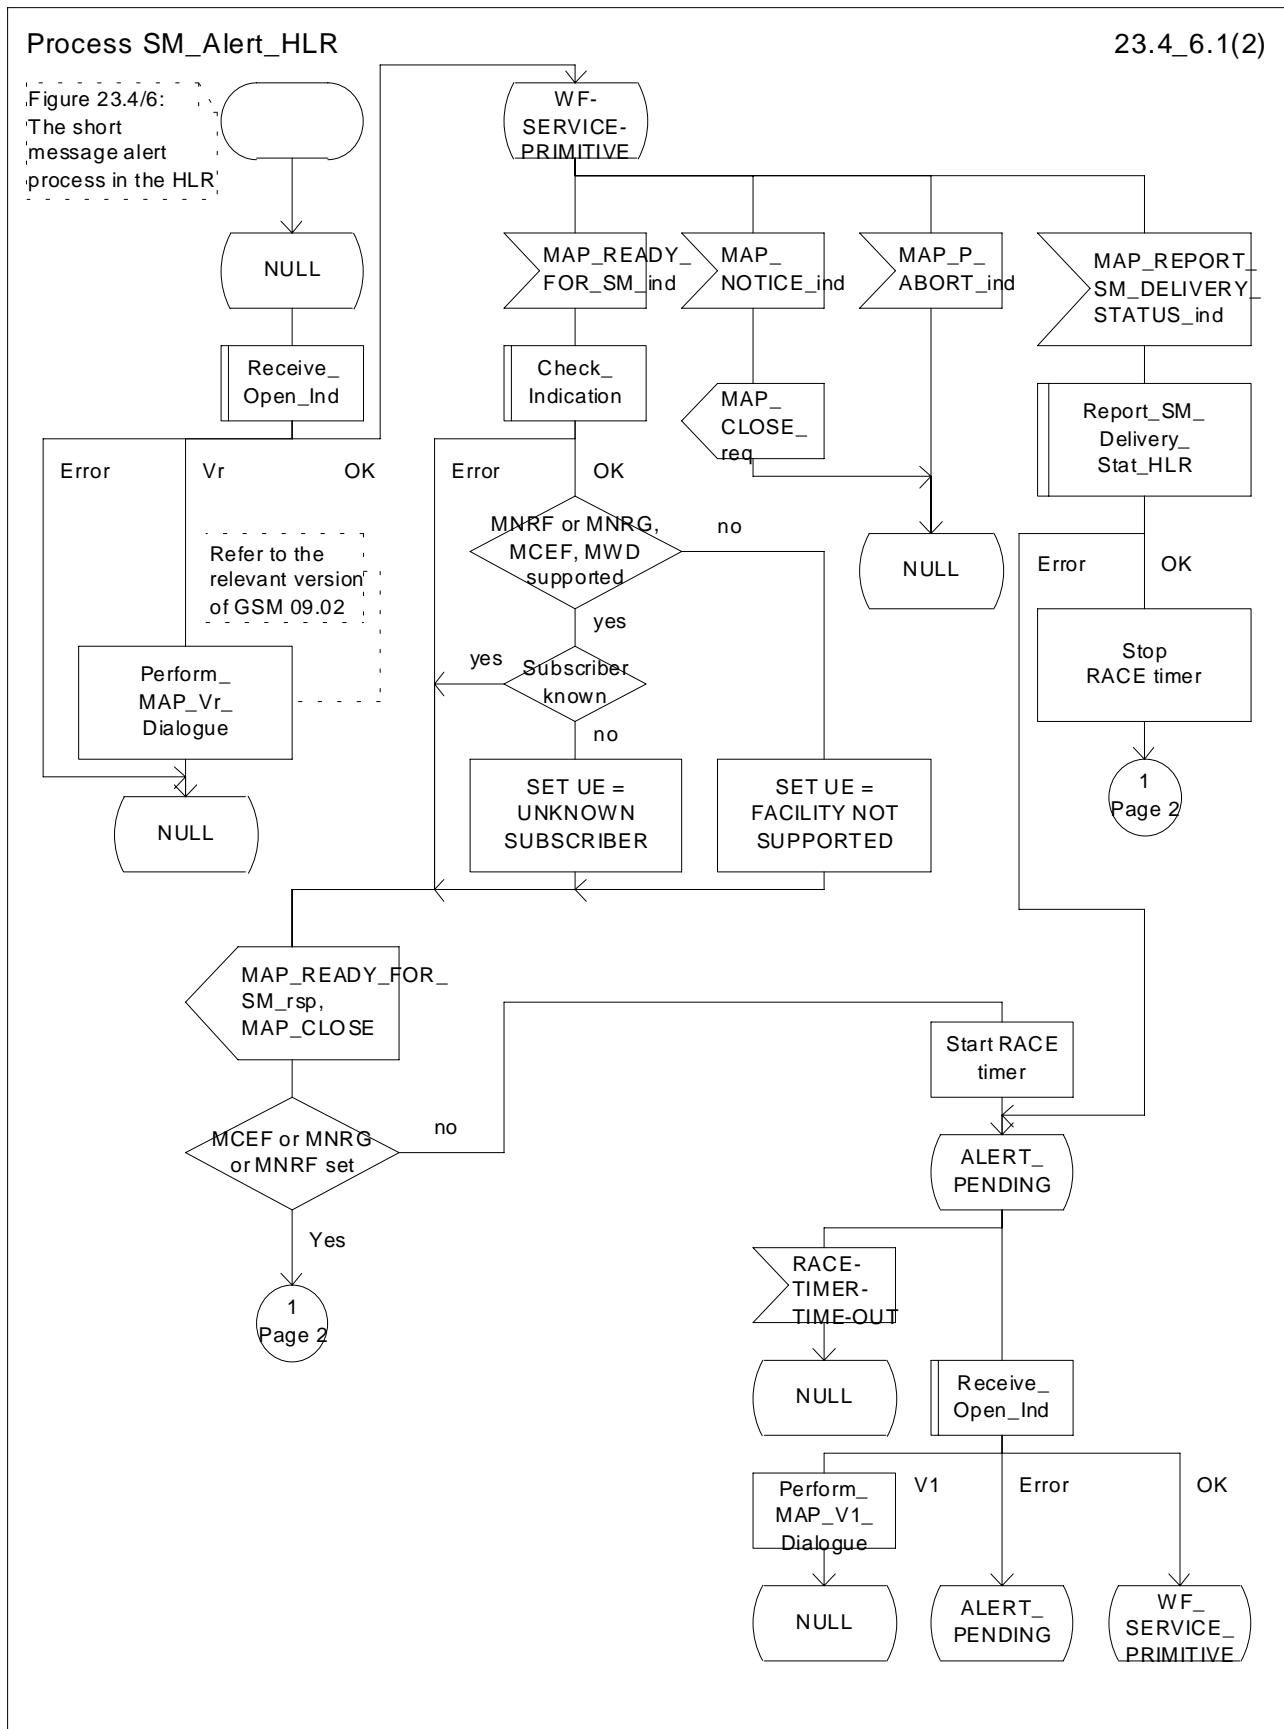 Process SM_Alert_HLR
23.4_6.1(2)
Figure 23.4/6:
The short
message alert
process in the HLR
WF-
SERVICE-
PRIMITIVE
NULL
MAP_READY_
FOR_SM_ind
MAP_
NOTICE_ind
MAP_P_
ABORT_ind
MAP_REPORT_
SM_DELIVERY_
STATUS_ind
Receive_
Open_Ind
Check_
Indication
MAP_
CLOSE_
req
Report_SM_
Delivery_
Stat_HLR
Error
Vr
OK
Error
OK
MNRF or MNRG,
MCEF, MWD
supported
no
NULL
Error
OK
Refer to the
relevant version
of GSM 09.02
yes
Perform_
MAP_Vr_
Dialogue
yes
Subscriber
known
no
Stop
RACE timer
NULL
SET UE =
UNKNOWN
SUBSCRIBER
SET UE =
FACILITY NOT
SUPPORTED
1
Page 2
MAP_READY_FOR_
SM_rsp,
MAP_CLOSE
Start RACE
timer
MCEF or MNRG
or MNRF set
no
ALERT_
PENDING
Yes
1
Page 2
RACE-
TIMER-
TIME-OUT
NULL
Receive_
Open_Ind
Perform_
MAP_V1_
Dialogue
V1
Error
OK
NULL
ALERT_
PENDING
WF_
SERVICE_
PRIMITIVE